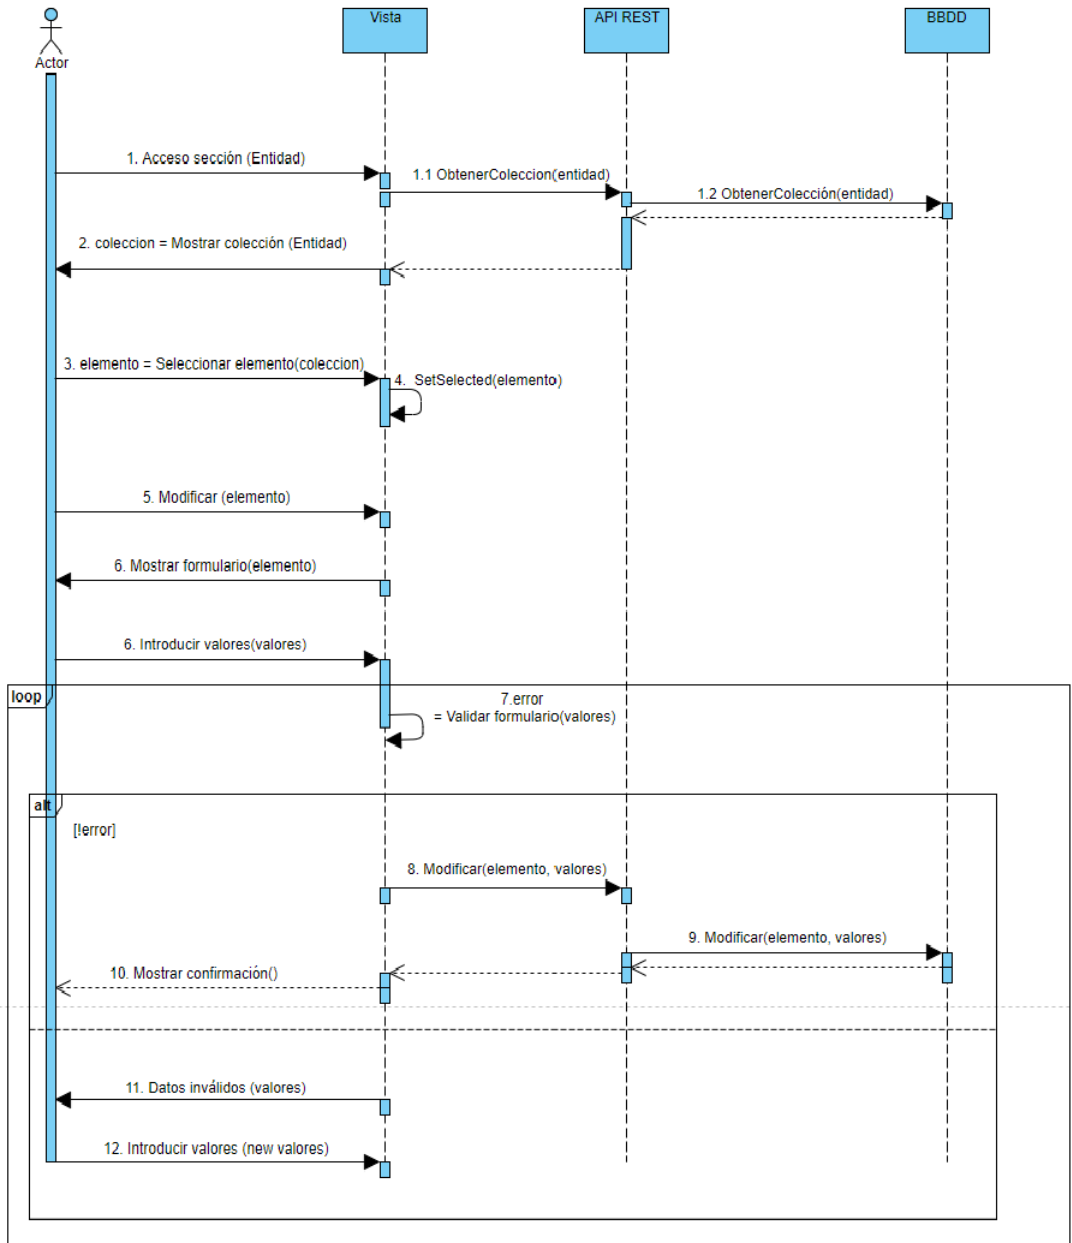 Vista
API REST
BBDD
Actor
1. Acceso sección (Entidad)
1.1 ObtenerColeccion(entidad)
1.2 ObtenerColección(entidad)
2. coleccion = Mostrar colección (Entidad)
3. elemento = Seleccionar elemento(coleccion)
4. SetSelected(elemento)
5. Modificar (elemento)
6. Mostrar formulario(elemento)
6. Introducir valores(valores)
loop
7.error
= Validar formulario(valores)
alt
[!error]
8. Modificar(elemento, valores)
9. Modificar(elemento, valores)
10. Mostrar confirmación()
11. Datos inválidos (valores)
12. Introducir valores (new valores)